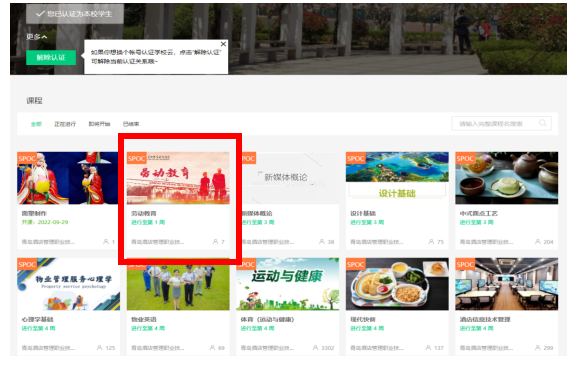 ✓ 您已认证为本校学生
更多
解除认证
如果你想换个帐号认证学校云，点击"解除认证"
可解除当前认证关系哦~
课程
全部 正在进行 即将开始 已结束
请输入完整课程名搜索
SPOC
面塑制作
开课：2022-09-29
青岛酒店管理职业技... 1
SPOC
劳动教育
劳动教育
进行至第 1 周
青岛酒店管理职业技... 7
SPOC
新媒体概论
新媒体概论
进行至第 3 周
青岛酒店管理职业技... 38
SPOC
设计基础
设计基础
进行至第 3 周
青岛酒店管理职业技... 75
SPOC
中式面点工艺
进行至第 4 周
青岛酒店管理职业技... 204
SPOC
物业管理服务心理学
Property service psychology
心理学基础
进行至第 4 周
青岛酒店管理职业技... 125
SPOC
物业英语
进行至第 4 周
青岛酒店管理职业技... 69
SPOC
运动与健康
体育（运动与健康）
进行至第 4 周
青岛酒店管理职业技... 3302
SPOC
现代快餐
进行至第 4 周
青岛酒店管理职业技... 137
SPOC
酒店信息技术管理
进行至第 4 周
青岛酒店管理职业技... 299